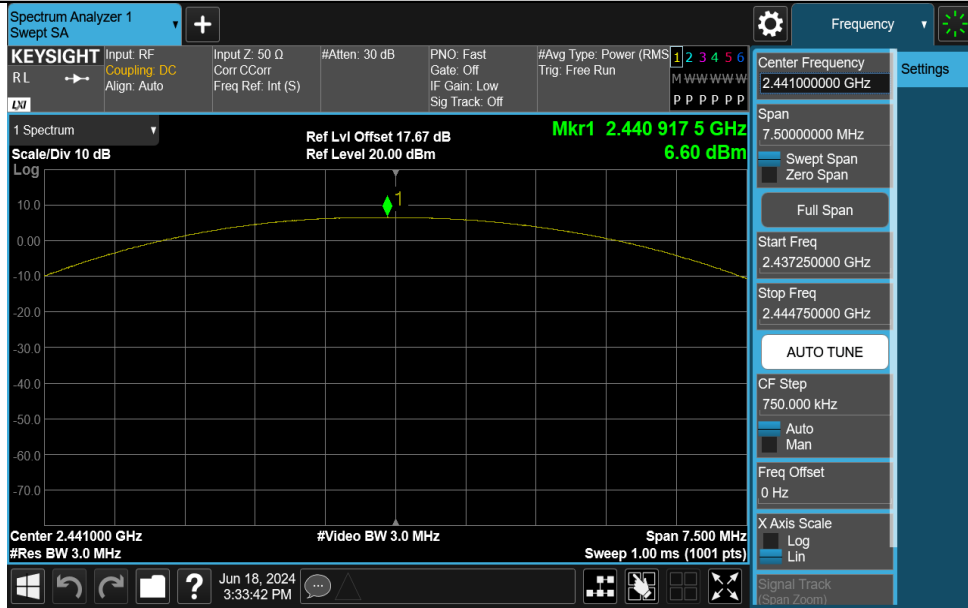 Spectrum Analyzer 1
Swept SA
+
Frequency
KEYSIGHT
R L
LXI
Input: RF
Coupling: DC
Align: Auto
Input Z: 50 Ω
Corr CCorr
Freq Ref: Int (S)
#Atten: 30 dB
PNO: Fast
Gate: Off
IF Gain: Low
Sig Track: Off
#Avg Type: Power (RMS
Trig: Free Run
1 2 3 4 5 6
M W W W W W
P P P P P P
1 Spectrum
Scale/Div 10 dB
Ref Lvl Offset 17.67 dB
Ref Level 20.00 dBm
Mkr1 2.440 917 5 GHz
6.60 dBm
Log
1
10.0
0.00
-10.0
-20.0
-30.0
-40.0
-50.0
-60.0
-70.0
Center 2.441000 GHz
#Res BW 3.0 MHz
#Video BW 3.0 MHz
Span 7.500 MHz
Sweep 1.00 ms (1001 pts)
?
Jun 18, 2024
3:33:42 PM
Center Frequency
2.441000000 GHz
Span
7.50000000 MHz
Swept Span
Zero Span
Full Span
Start Freq
2.437250000 GHz
Stop Freq
2.444750000 GHz
AUTO TUNE
CF Step
750.000 kHz
Auto
Man
Freq Offset
0 Hz
X Axis Scale
Log
Lin
Signal Track
(Span Zoom)
Settings